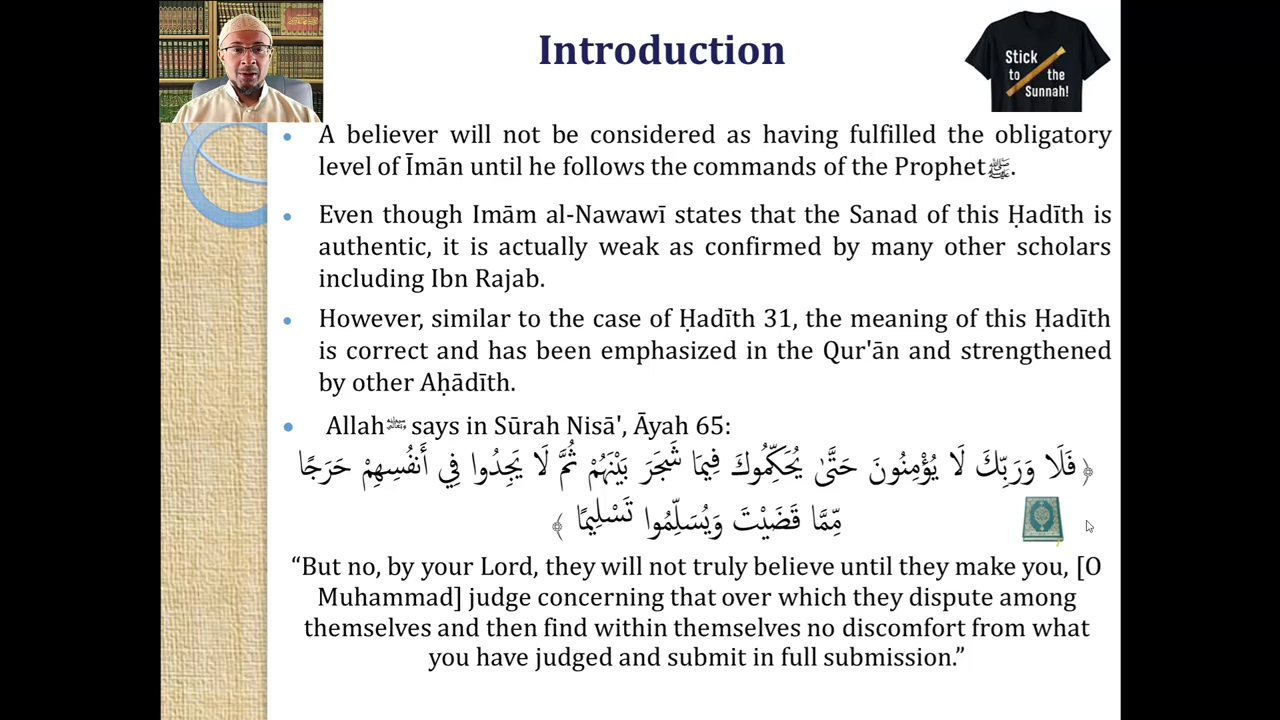 Introduction
Stick
to the
Sunnah!
• A believer will not be considered as having fulfilled the obligatory
level of Īmān until he follows the commands of the Prophetﷺ.
• Even though Imām al-Nawawī states that the Sanad of this Ḥadīth is
authentic, it is actually weak as confirmed by many other scholars
including Ibn Rajab.
• However, similar to the case of Ḥadīth 31, the meaning of this Ḥadīth
is correct and has been emphasized in the Qur'ān and strengthened
by other Aḥādīth.
• Allah says in Sūrah Nisā', Āyah 65:
﴿ فَلَا وَرَبِّكَ لَا يُؤْمِنُونَ حَتَّىٰ يُحَكِّمُوكَ فِيمَا شَجَرَ بَيْنَهُمْ ثُمَّ لَا يَجِدُوا فِي أَنفُسِهِمْ حَرَجًا
مِّمَّا قَضَيْتَ وَيُسَلِّمُوا تَسْلِيمًا ﴾
“But no, by your Lord, they will not truly believe until they make you, [O
Muhammad] judge concerning that over which they dispute among
themselves and then find within themselves no discomfort from what
you have judged and submit in full submission.”